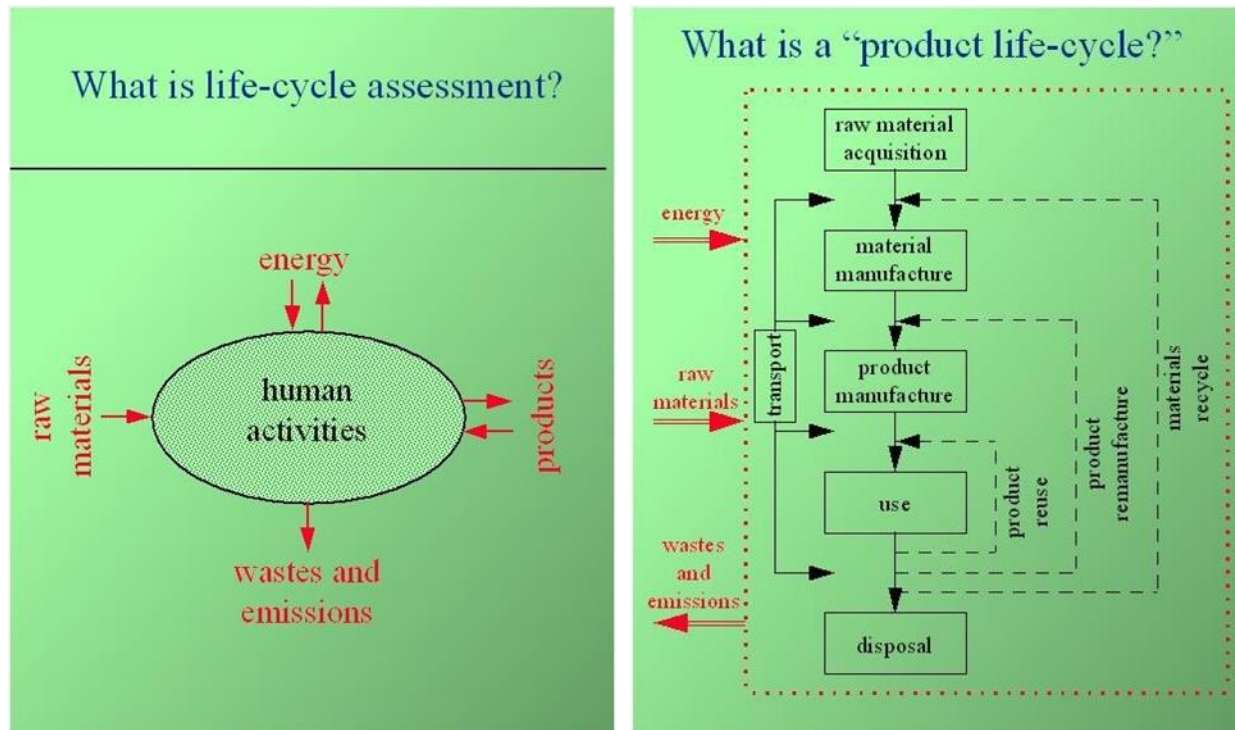 What is life-cycle assessment?
energy
raw
materials
human
activities
products
wastes and
emissions
What is a “product life-cycle?”
raw material
acquisition
energy
material
manufacture
transport
raw
materials
product
manufacture
use
product
reuse
product
remanufacture
materials
recycle
wastes
and
emissions
disposal